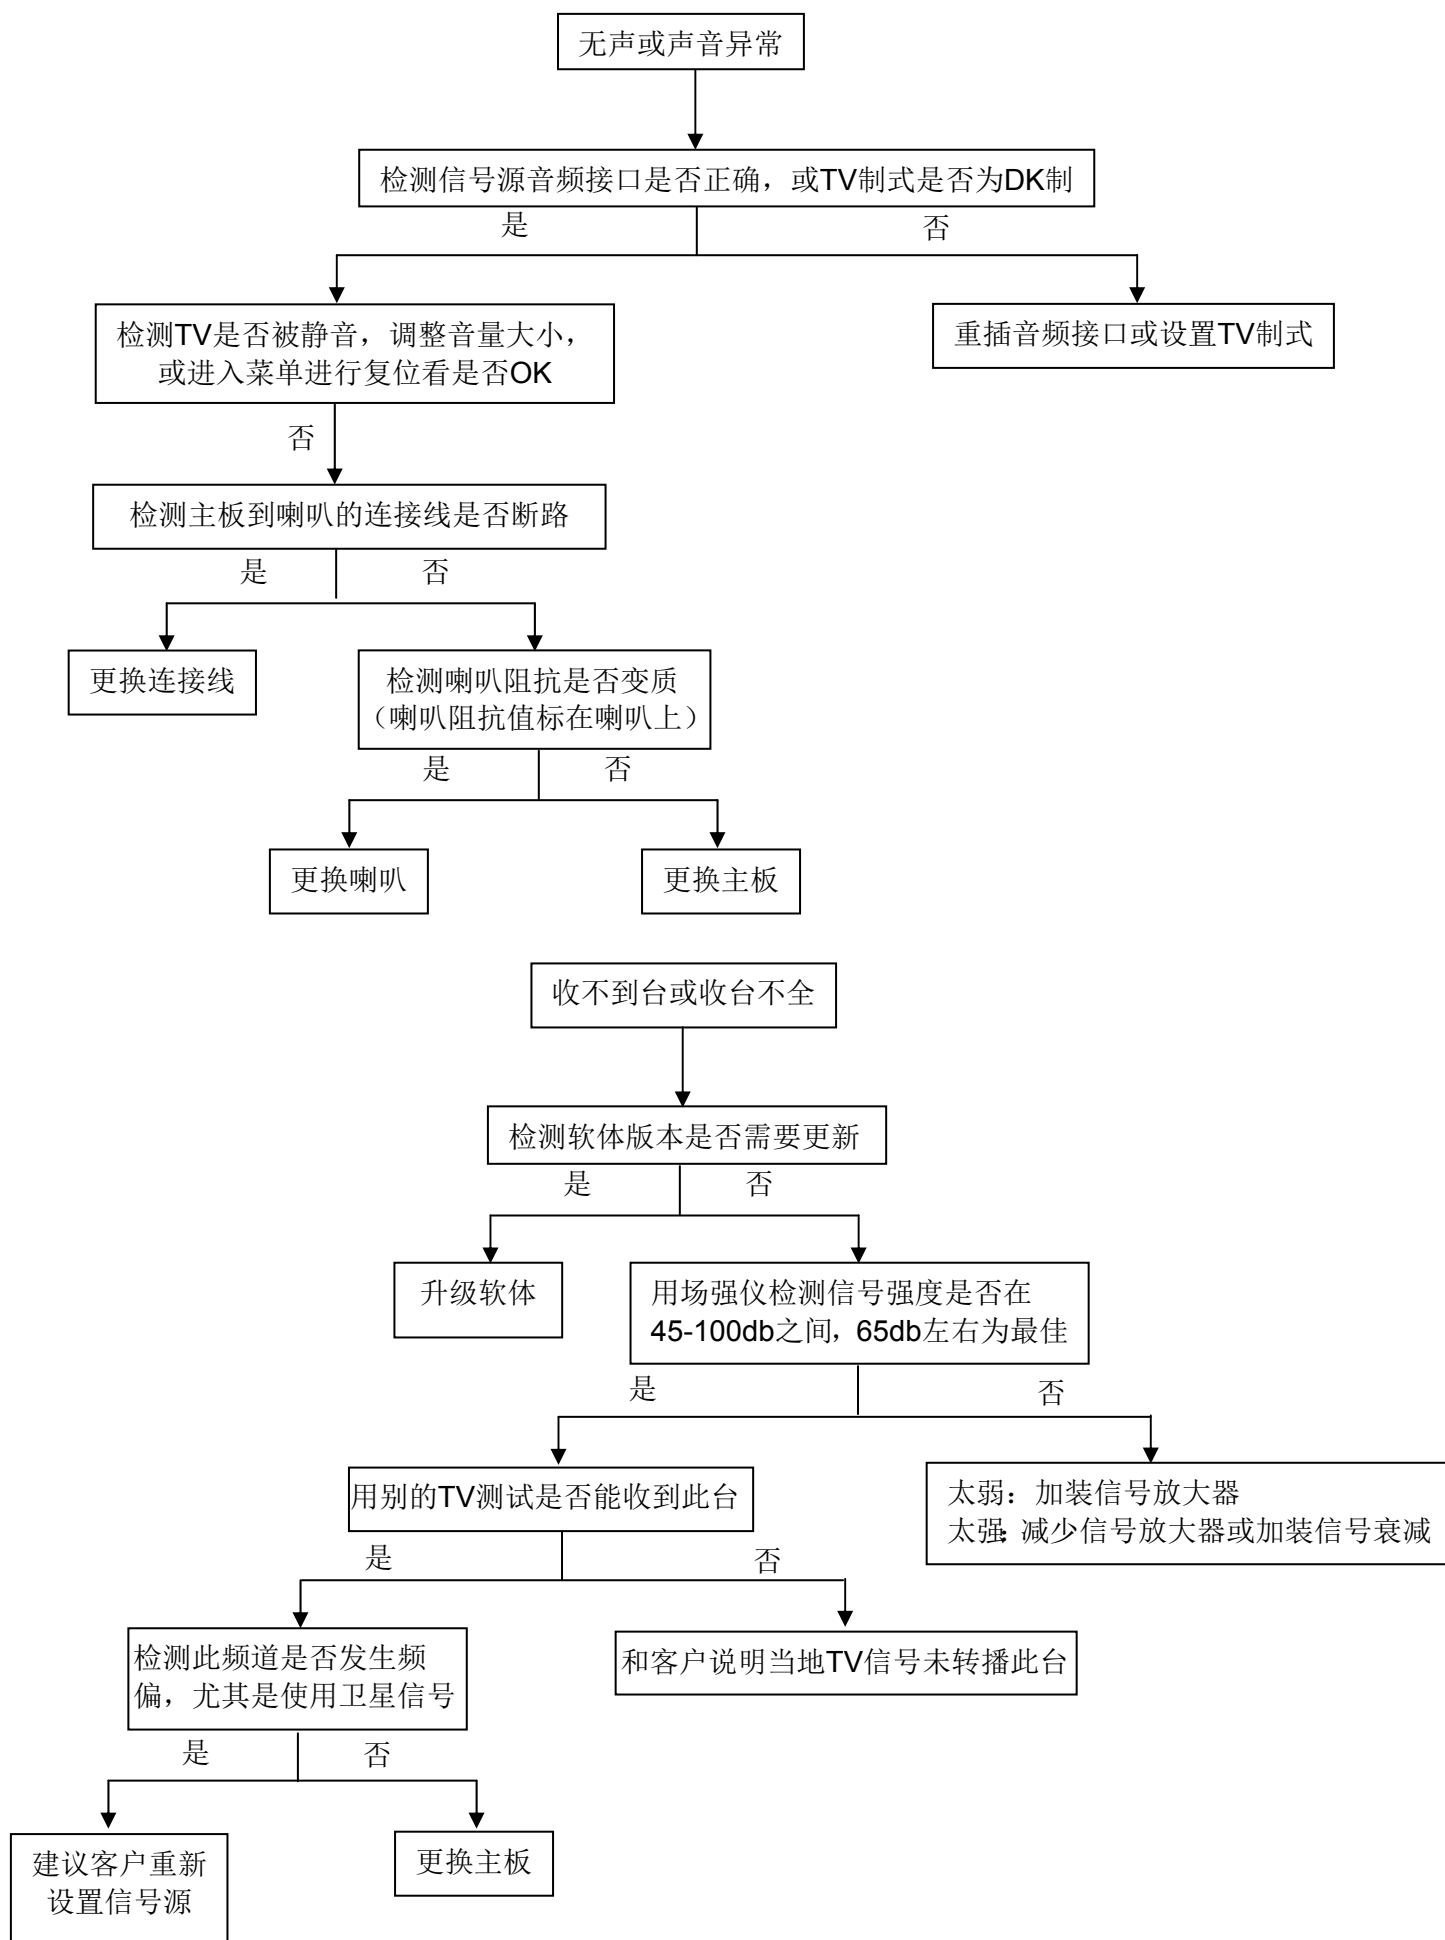 无声或声音异常
检测信号源音频接口是否正确，或TV制式是否为DK制
是
否
检测TV是否被静音，调整音量大小，
或进入菜单进行复位看是否OK
重插音频接口或设置TV制式
否
检测主板到喇叭的连接线是否断路
是
否
更换连接线
检测喇叭阻抗是否变质
（喇叭阻抗值标在喇叭上）
是
否
更换喇叭
更换主板
收不到台或收台不全
检测软体版本是否需要更新
是
否
升级软体
用场强仪检测信号强度是否在
45-100db之间，65db左右为最佳
是
否
用别的TV测试是否能收到此台
太弱：加装信号放大器
太强：减少信号放大器或加装信号衰减
是
否
检测此频道是否发生频
偏，尤其是使用卫星信号
和客户说明当地TV信号未转播此台
是
否
建议客户重新
设置信号源
更换主板